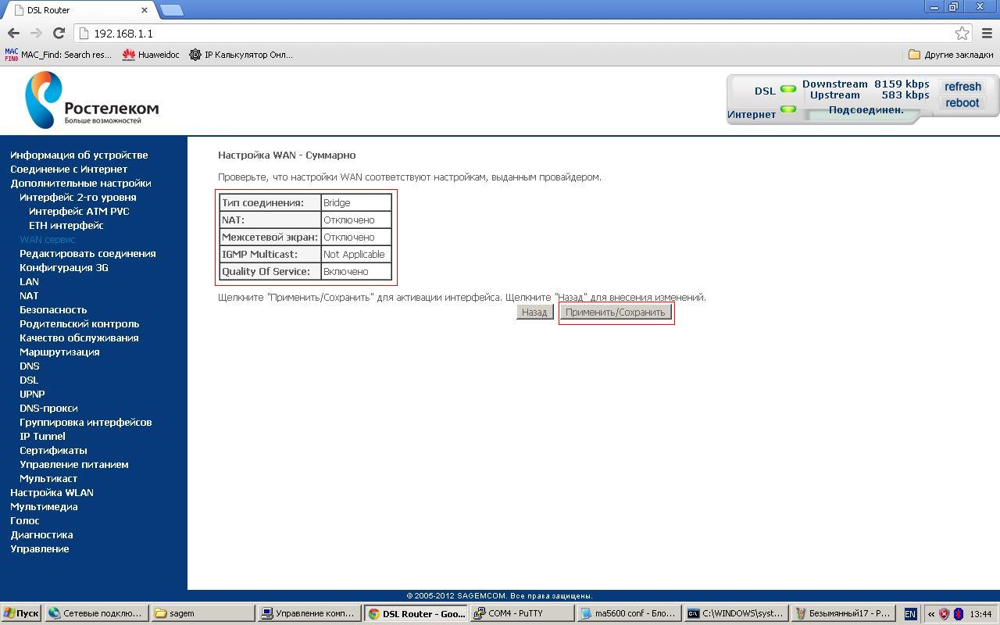 DSL Router
192.168.1.1
MAC FIND MAC_Find: Search res... Huaweidoc IP Калькулятор Онл... Другие закладки
Ростелеком
Больше возможностей
DSL Downstream 8159 kbps refresh
Upstream 583 kbps
Интернет Подсоединен. reboot
Информация об устройстве
Соединение с Интернет
Дополнительные настройки
Интерфейс 2-го уровня
Интерфейс ATM PVC
ETH интерфейс
WAN сервис
Редактировать соединения
Конфигурация 3G
LAN
NAT
Безопасность
Родительский контроль
Качество обслуживания
Маршрутизация
DNS
DSL
UPNP
DNS-прокси
Группировка интерфейсов
IP Tunnel
Сертификаты
Управление питанием
Мультикаст
Настройка WLAN
Мультимедиа
Голос
Диагностика
Управление
Настройка WAN - Суммарно
Проверьте, что настройки WAN соответствуют настройкам, выданным провайдером.
Тип соединения: Bridge
NAT: Отключено
Межсетевой экран: Отключено
IGMP Multicast: Not Applicable
Quality Of Service: Включено
Щелкните "Применить/Сохранить" для активации интерфейса. Щелкните "Назад" для внесения изменений.
Назад Применить/Сохранить
© 2005-2012 SAGEMCOM. Все права защищены.
Пуск Сетевые подклю... sagem Управление комп... DSL Router - Goo... COM4 - PuTTY ma5600 conf - Бло... C:\WINDOWS\syst... Безымянный17 - P... EN « 13:44